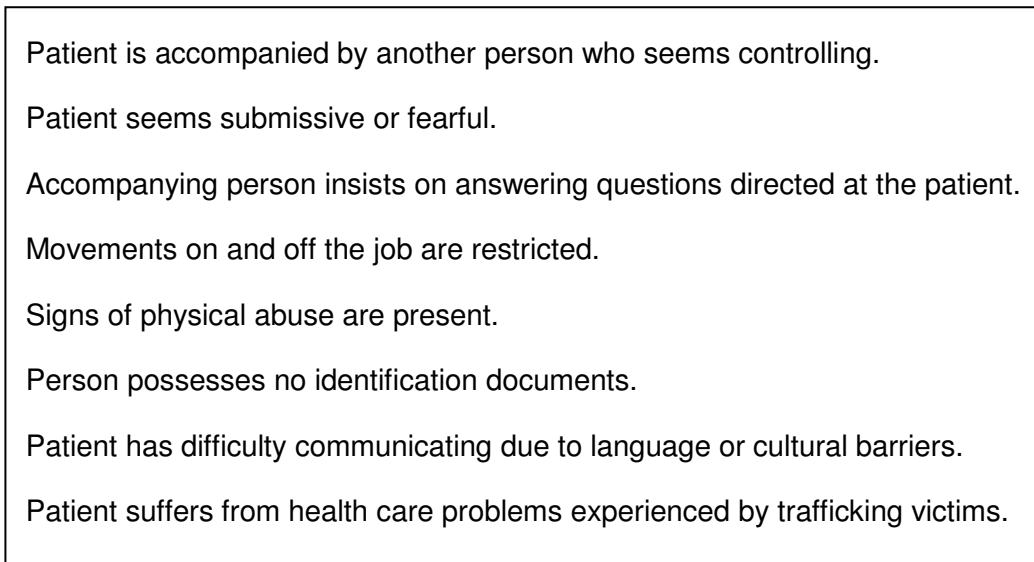 Patient is accompanied by another person who seems controlling.
Patient seems submissive or fearful.
Accompanying person insists on answering questions directed at the patient.
Movements on and off the job are restricted.
Signs of physical abuse are present.
Person possesses no identification documents.
Patient has difficulty communicating due to language or cultural barriers.
Patient suffers from health care problems experienced by trafficking victims.